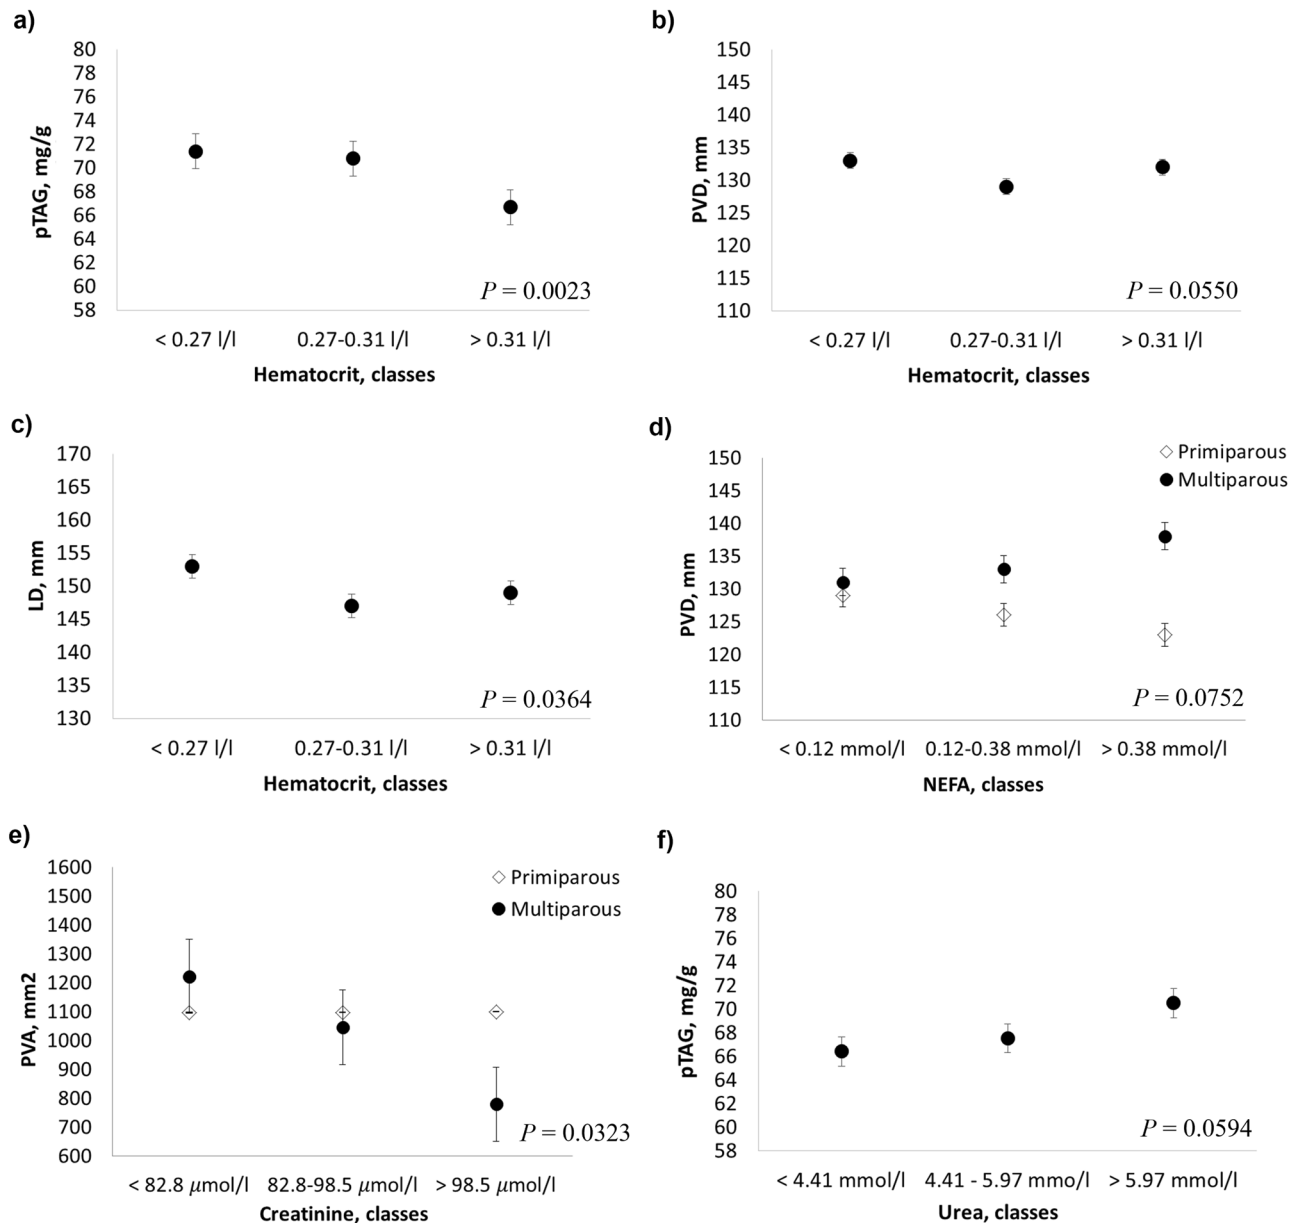 a)
80
78
76
74
72
70
68
66
64
62
60
58
pTAG, mg/g
P = 0.0023
< 0.27 l/l 0.27-0.31 l/l > 0.31 l/l
Hematocrit, classes
b)
150
145
140
135
130
125
120
115
110
PVD, mm
P = 0.0550
< 0.27 l/l 0.27-0.31 l/l > 0.31 l/l
Hematocrit, classes
c)
170
165
160
155
150
145
140
135
130
LD, mm
P = 0.0364
< 0.27 l/l 0.27-0.31 l/l > 0.31 l/l
Hematocrit, classes
d)
Primiparous
Multiparous
150
145
140
135
130
125
120
115
110
PVD, mm
P = 0.0752
< 0.12 mmol/l 0.12-0.38 mmol/l > 0.38 mmol/l
NEFA, classes
e)
Primiparous
Multiparous
1600
1500
1400
1300
1200
1100
1000
900
800
700
600
PVA, mm2
P = 0.0323
< 82.8 μmol/l 82.8-98.5 μmol/l > 98.5 μmol/l
Creatinine, classes
f)
80
78
76
74
72
70
68
66
64
62
60
58
pTAG, mg/g
P = 0.0594
< 4.41 mmol/l 4.41 - 5.97 mmol/l > 5.97 mmol/l
Urea, classes